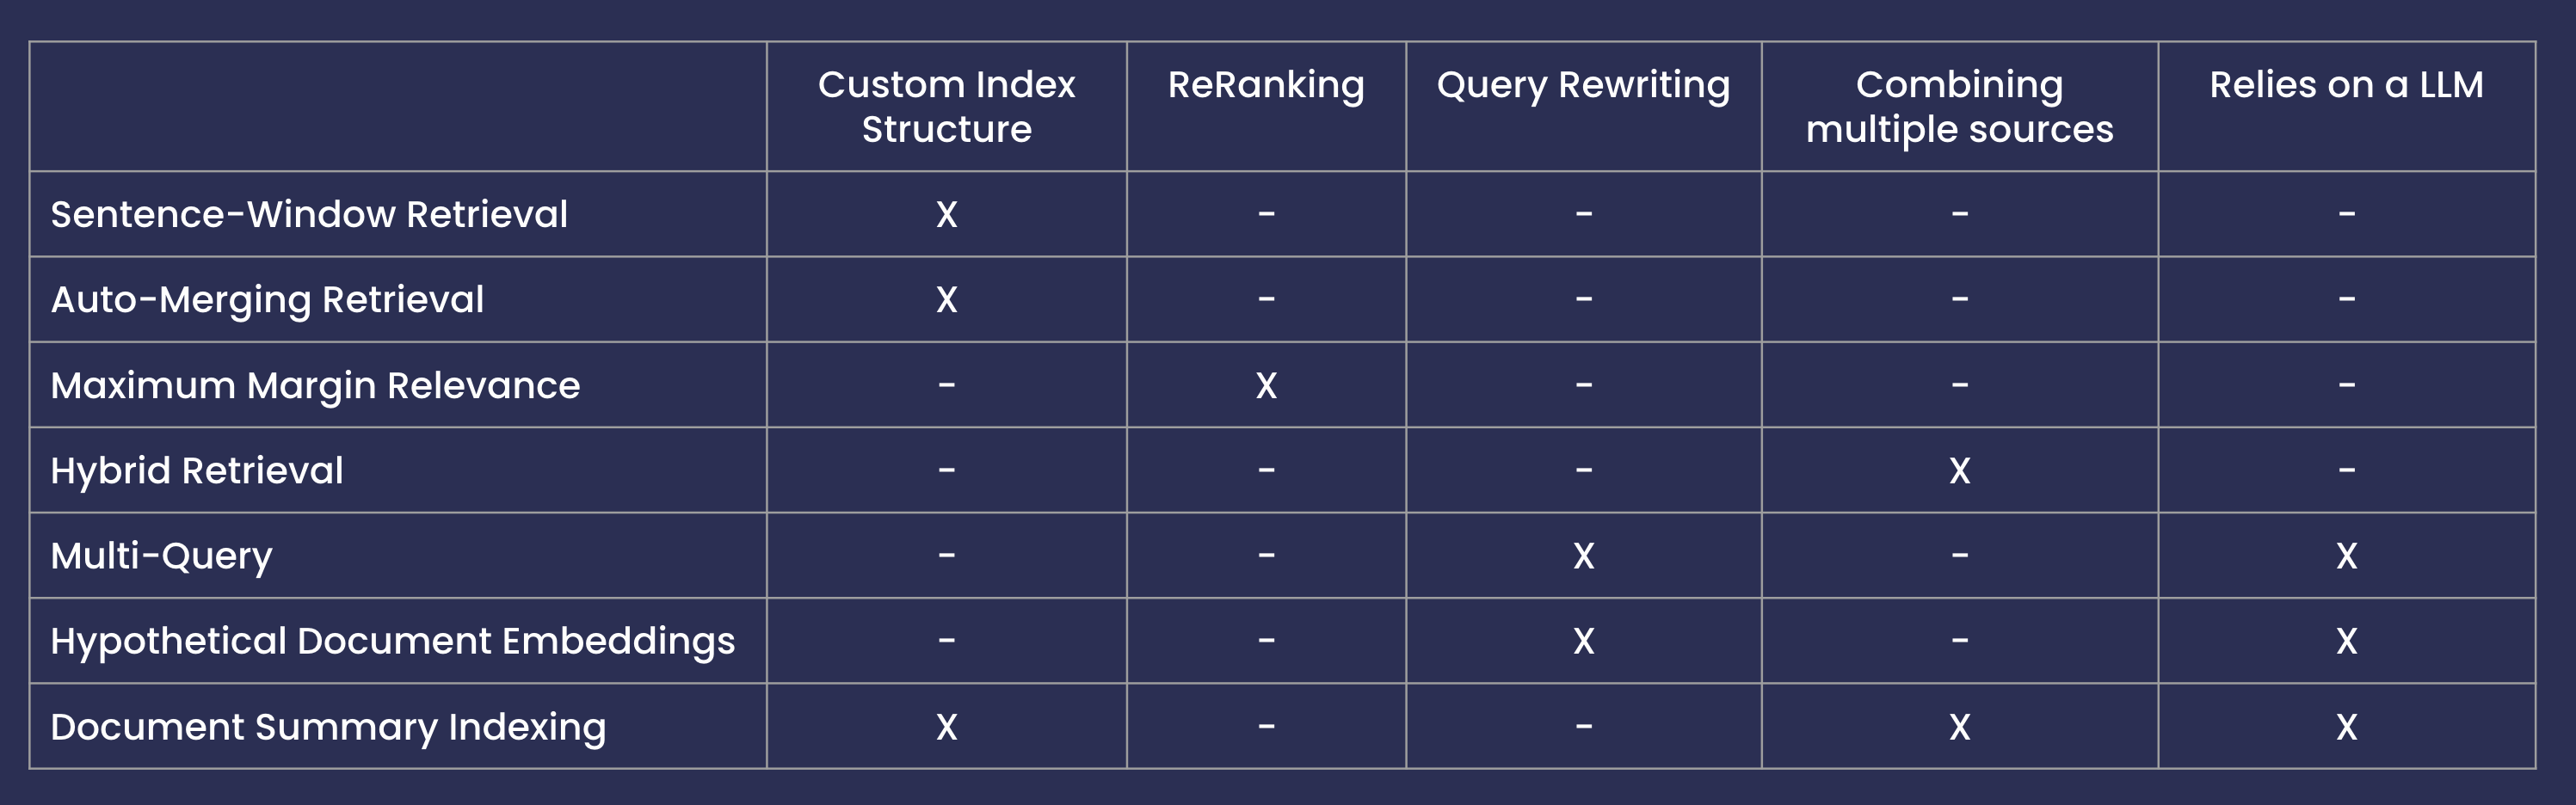 Custom Index Structure | ReRanking | Query Rewriting | Combining multiple sources | Relies on a LLM
Sentence-Window Retrieval | X | - | - | - | -
Auto-Merging Retrieval | X | - | - | - | -
Maximum Margin Relevance | - | X | - | - | -
Hybrid Retrieval | - | - | - | X | -
Multi-Query | - | - | X | - | X
Hypothetical Document Embeddings | - | - | X | - | X
Document Summary Indexing | X | - | - | X | X